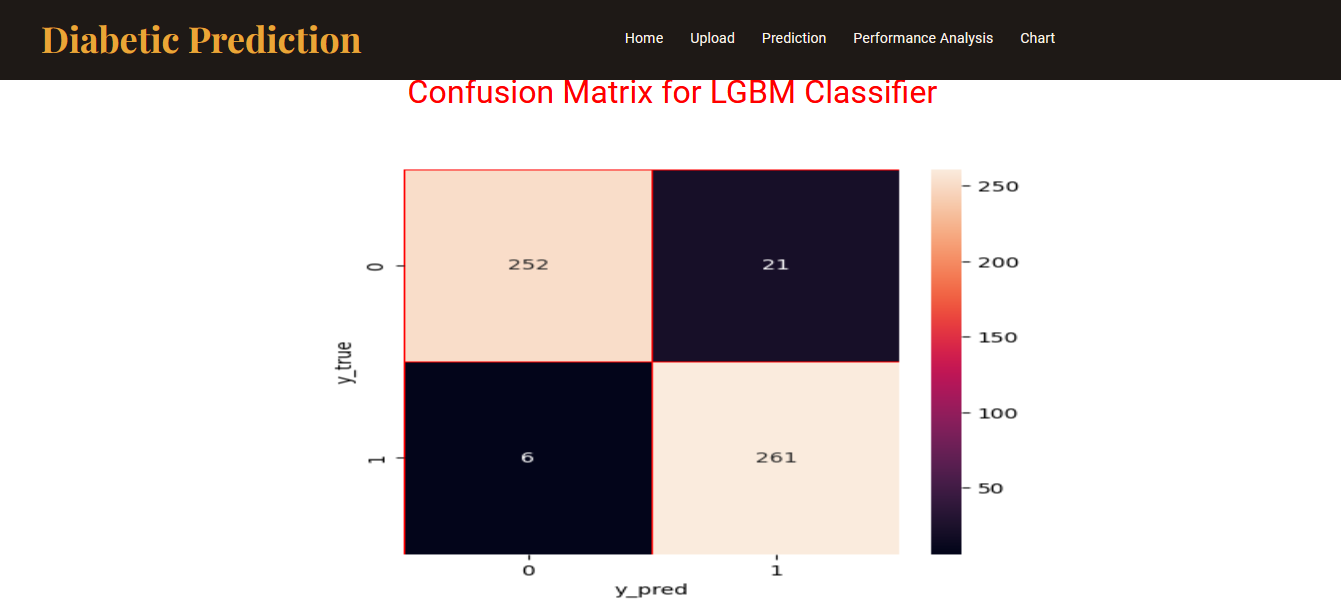 Diabetic Prediction
Home Upload Prediction Performance Analysis Chart
Confusion Matrix for LGBM Classifier
250
252 21
0
200
150
y_true
100
6 261
1
50
0 1
y_pred